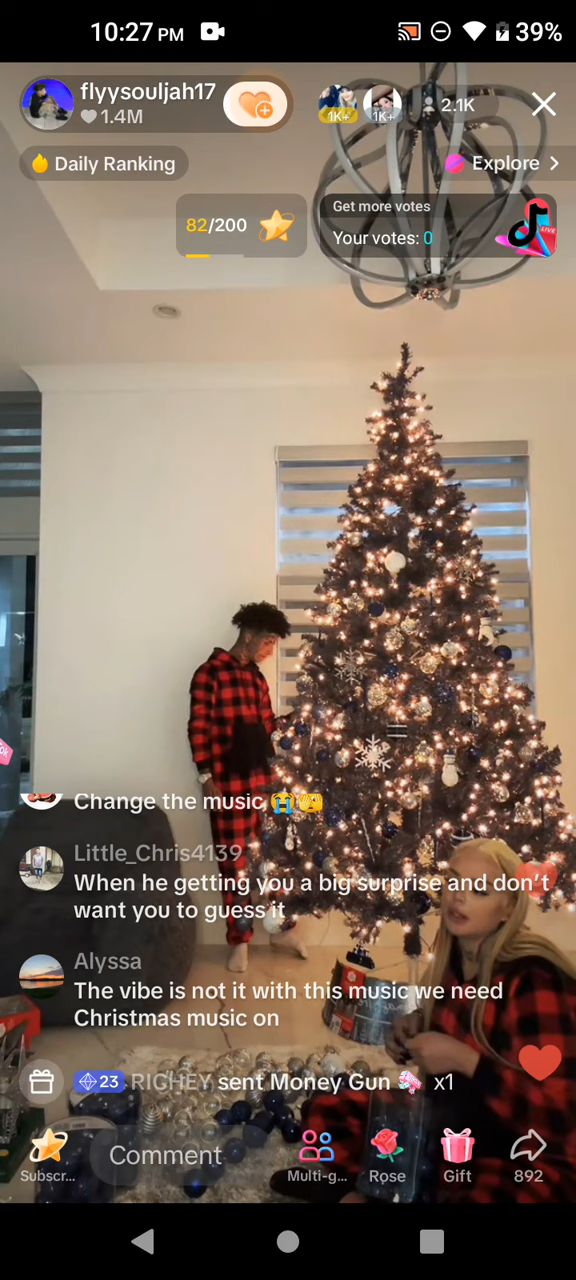 10:27 PM
39%
flyysouljah17
1.4M
1K+
1K+
2.1K
Daily Ranking
Explore
82/200
Get more votes
Your votes: 0
LIVE
Change the music 😭🫣
Little_Chris4139
When he getting you a big surprise and don't
want you to guess it
Alyssa
The vibe is not it with this music we need
Christmas music on
23 RICHEY sent Money Gun x1
Comment
Subscr...
Multi-g...
Rose
Gift
892